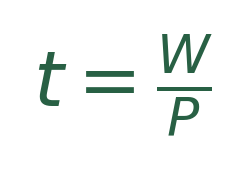 t = W/P